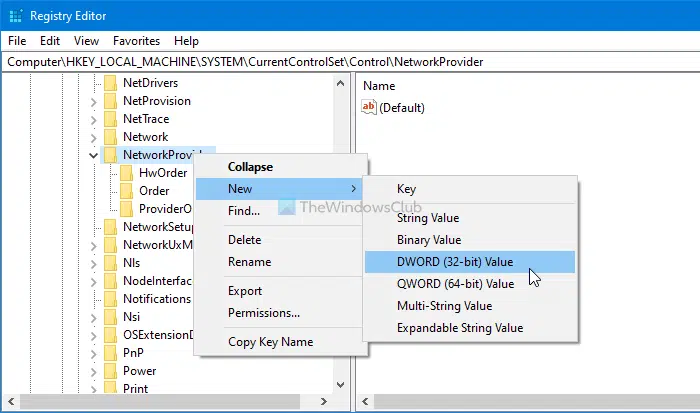 Registry Editor
File Edit View Favorites Help
Computer\HKEY_LOCAL_MACHINE\SYSTEM\CurrentControlSet\Control\NetworkProvider
NetDrivers
NetProvision
NetTrace
Network
NetworkProvid
HwOrder
Order
ProviderO
NetworkSetup
NetworkUxM
Nls
NodeInterface
Notifications
Nsi
OSExtensionD
PnP
Power
Print
Name
ab (Default)
Collapse
New
Find...
Delete
Rename
Export
Permissions...
Copy Key Name
Key
String Value
Binary Value
DWORD (32-bit) Value
QWORD (64-bit) Value
Multi-String Value
Expandable String Value
TheWindowsClub